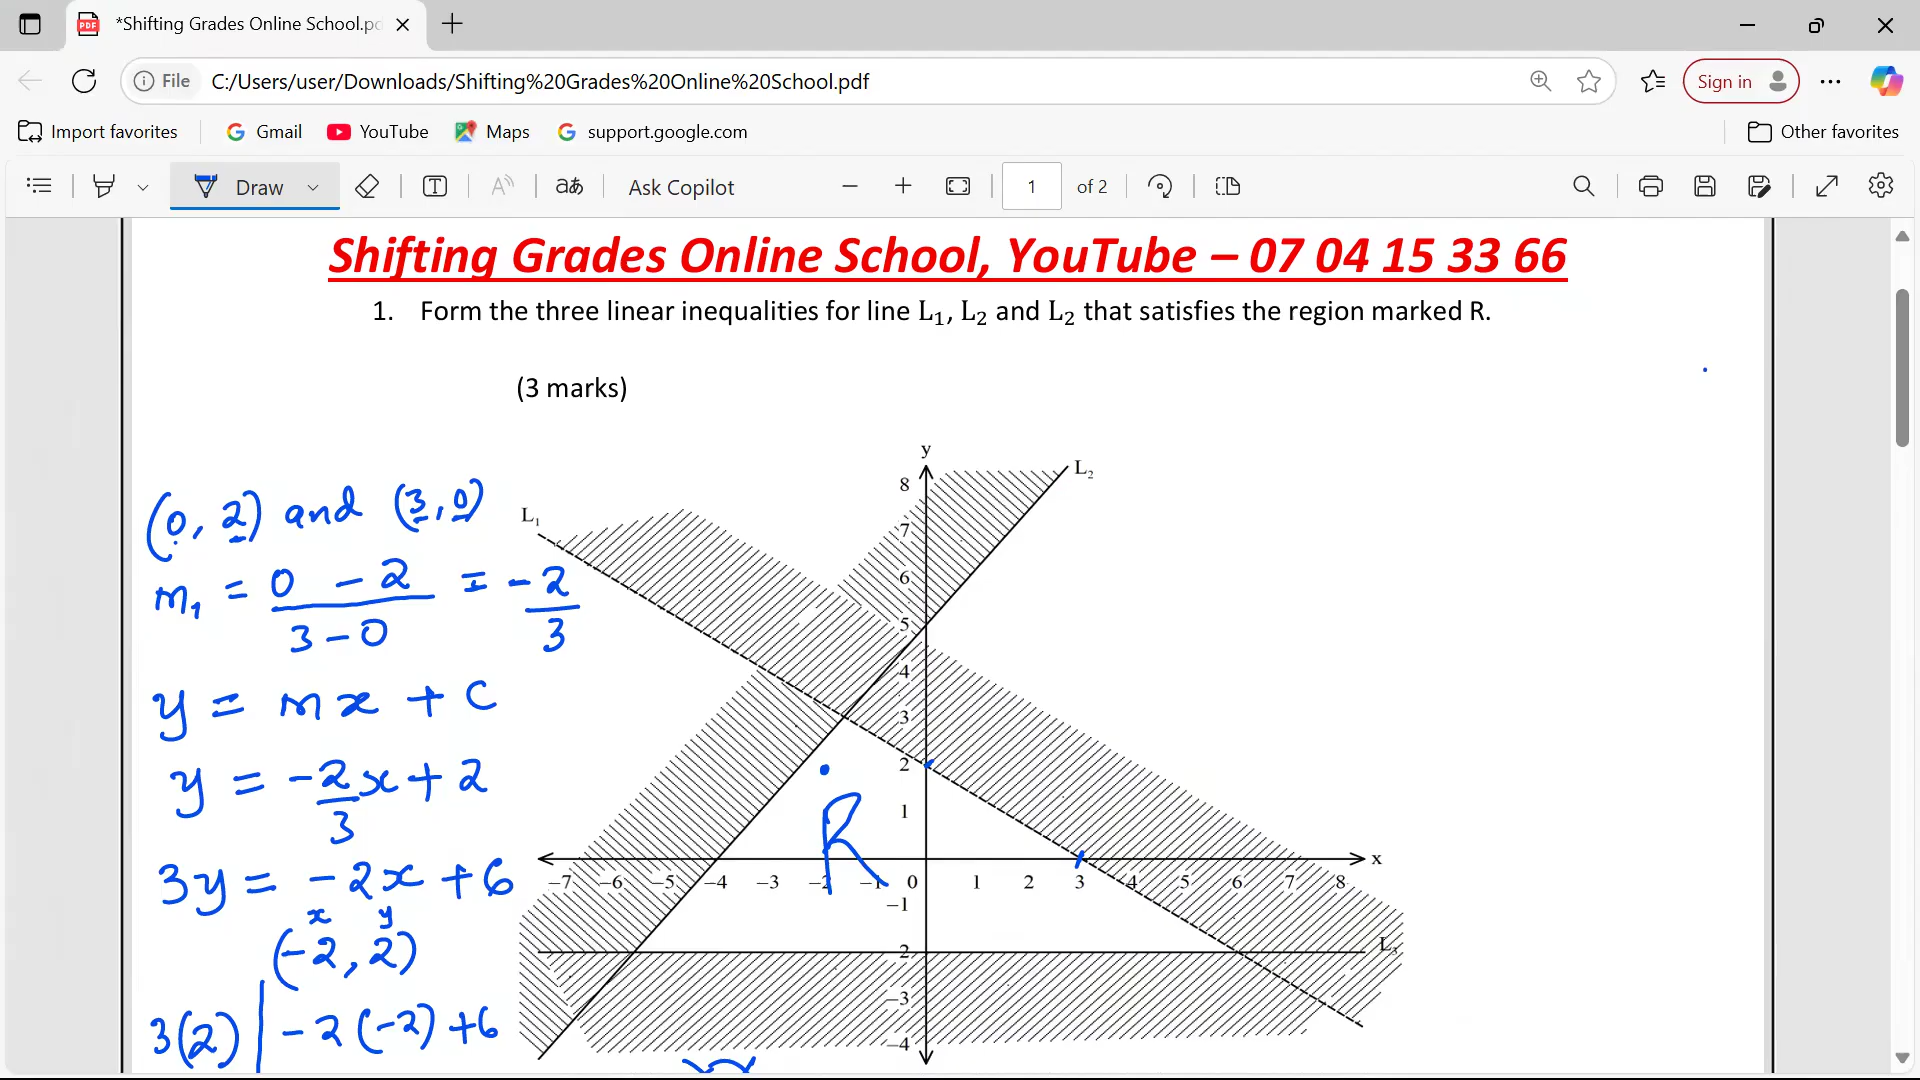 *Shifting Grades Online School.pd
File C:/Users/user/Downloads/Shifting%20Grades%20Online%20School.pdf
Sign in
Import favorites
Gmail
YouTube
Maps
support.google.com
Other favorites
Draw
Ask Copilot
1 of 2
Shifting Grades Online School, YouTube – 07 04 15 33 66
1. Form the three linear inequalities for line L₁, L₂ and L₂ that satisfies the region marked R.
(3 marks)
(0, 2) and (3, 0)
m₁ = 0 - 2 / 3 - 0 = -2/3
y = mx + c
y = -2/3 x + 2
3y = -2x + 6
x y
(-2, 2)
3(2) | -2(-2) + 6
y
L₂
L₁
8
7
6
5
4
3
2
1
R
x
–7 –6 –5 –4 –3 –2 –1 0 1 2 3 4 5 6 7 8
–1
–2
L₃
–3
–4